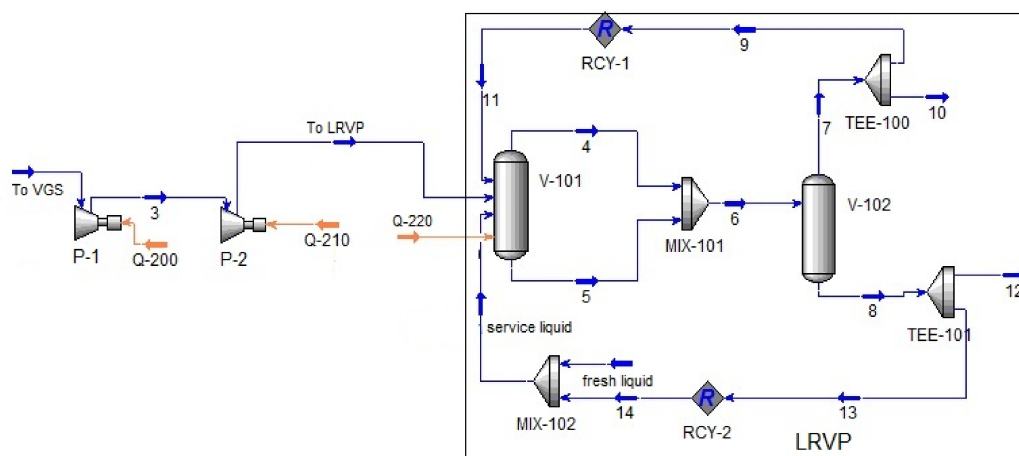 R
9
RCY-1
11
TEE-100
10
7
To LRVP
4
V-101
To VGS
3
Q-220
6
V-102
P-1
Q-200
P-2
Q-210
MIX-101
5
8
12
TEE-101
service liquid
fresh liquid
MIX-102
14
R
RCY-2
13
LRVP